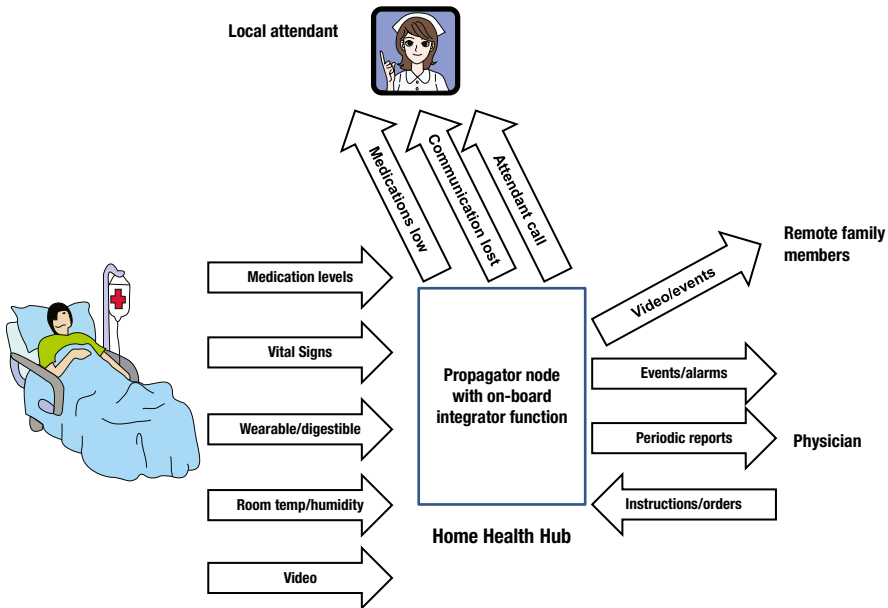 Local attendant
Medications low
Communication lost
Attendant call
Remote family
members
Video/events
Medication levels
Vital Signs
Wearable/digestible
Room temp/humidity
Video
Propagator node
with on-board
integrator function
Events/alarms
Periodic reports
Physician
Instructions/orders
Home Health Hub